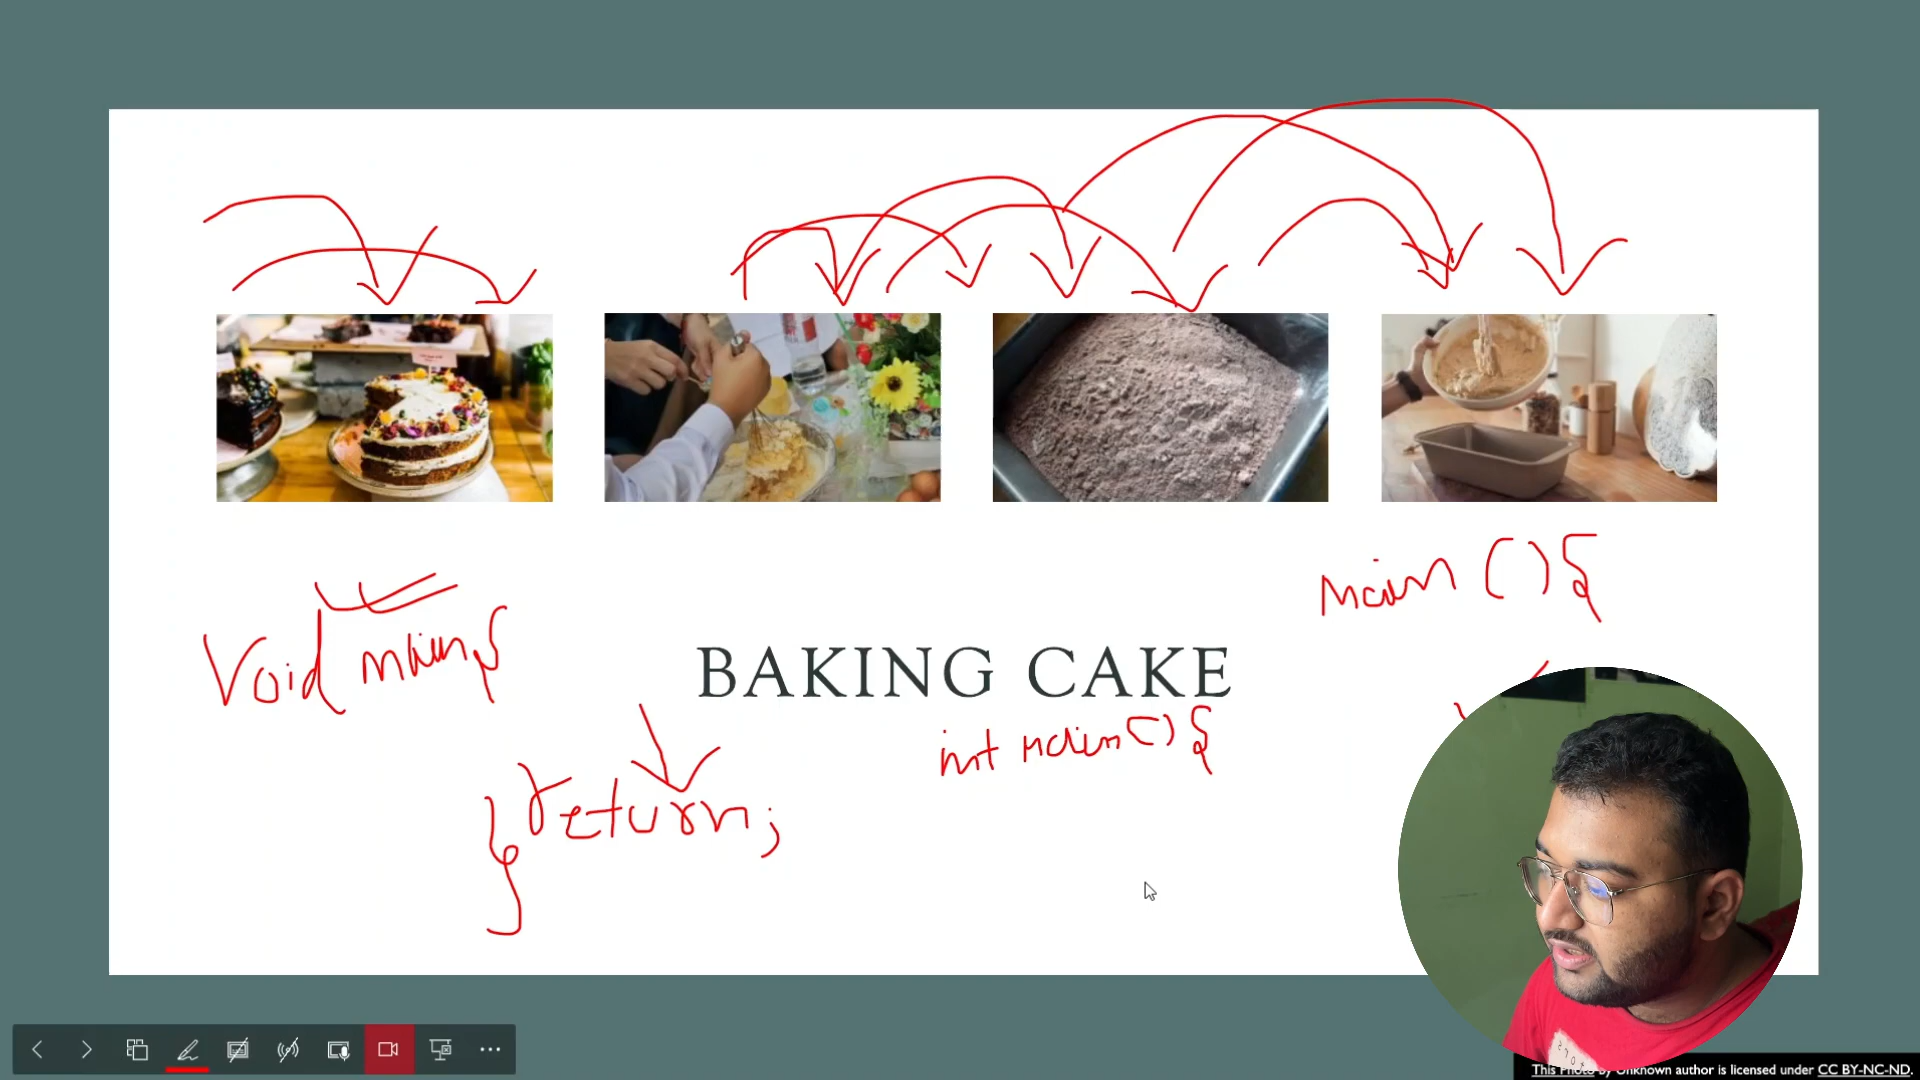 main () {
void main {
BAKING CAKE
int main () {
return;
}
This Photo by Unknown author is licensed under CC BY-NC-ND.